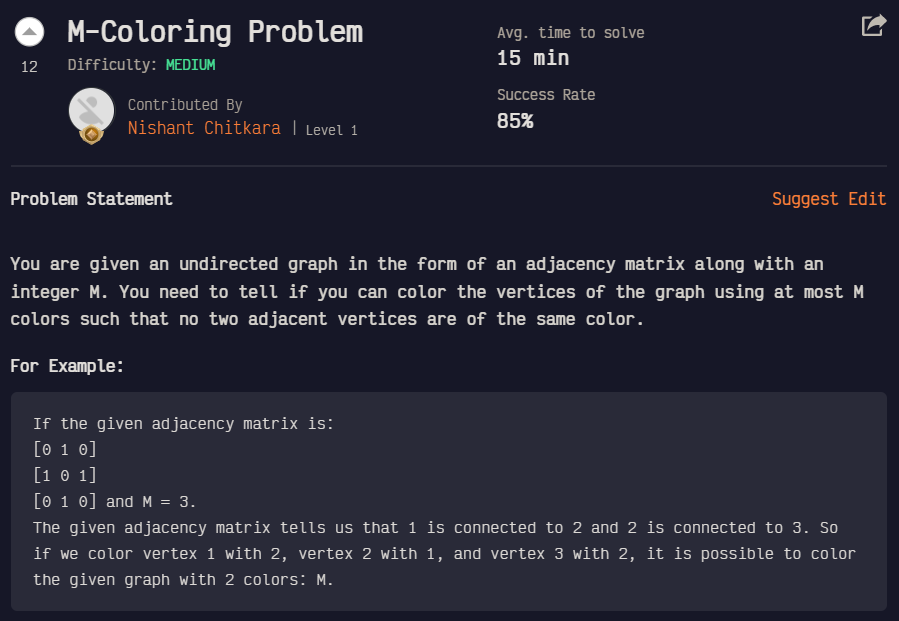 M-Coloring Problem
12
Difficulty: MEDIUM
Contributed By
Nishant Chitkara | Level 1
Avg. time to solve
15 min
Success Rate
85%
Problem Statement
Suggest Edit
You are given an undirected graph in the form of an adjacency matrix along with an
integer M. You need to tell if you can color the vertices of the graph using at most M
colors such that no two adjacent vertices are of the same color.
For Example:
If the given adjacency matrix is:
[0 1 0]
[1 0 1]
[0 1 0] and M = 3.
The given adjacency matrix tells us that 1 is connected to 2 and 2 is connected to 3. So
if we color vertex 1 with 2, vertex 2 with 1, and vertex 3 with 2, it is possible to color
the given graph with 2 colors: M.